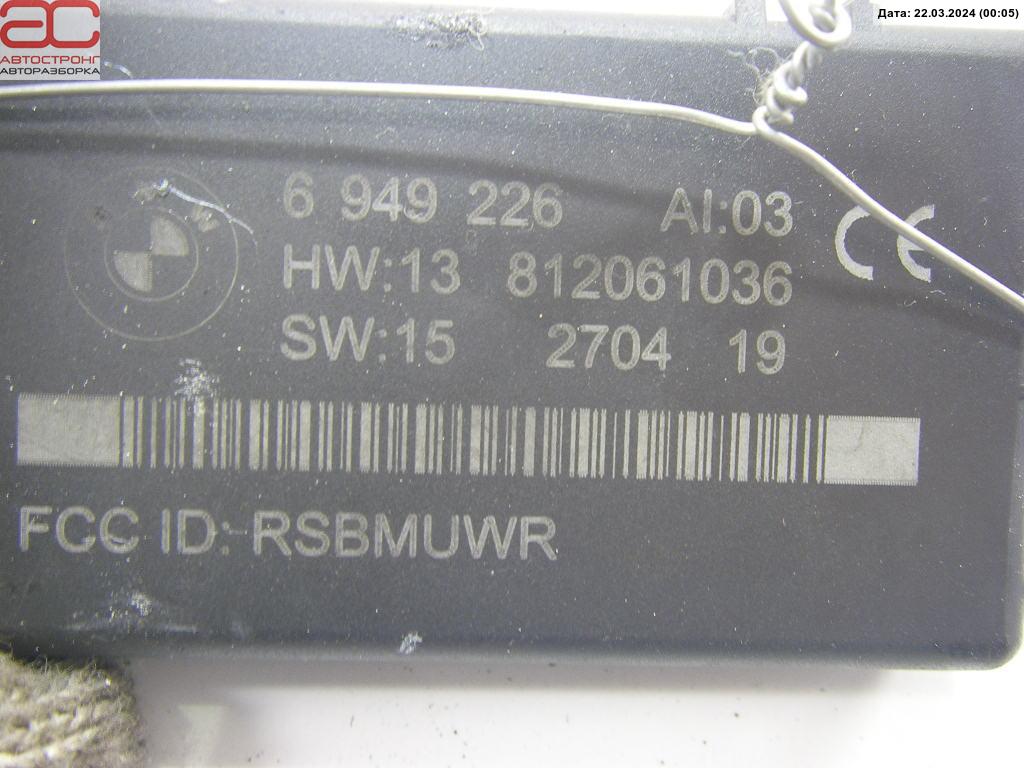 АС
АВТОСТРОНГ
АВТОРАЗБОРКА
Дата: 22.03.2024 (00:05)
6 949 226 AI:03
HW:13 812061036
SW:15 2704 19
CE
FCC ID: RSBMUWR